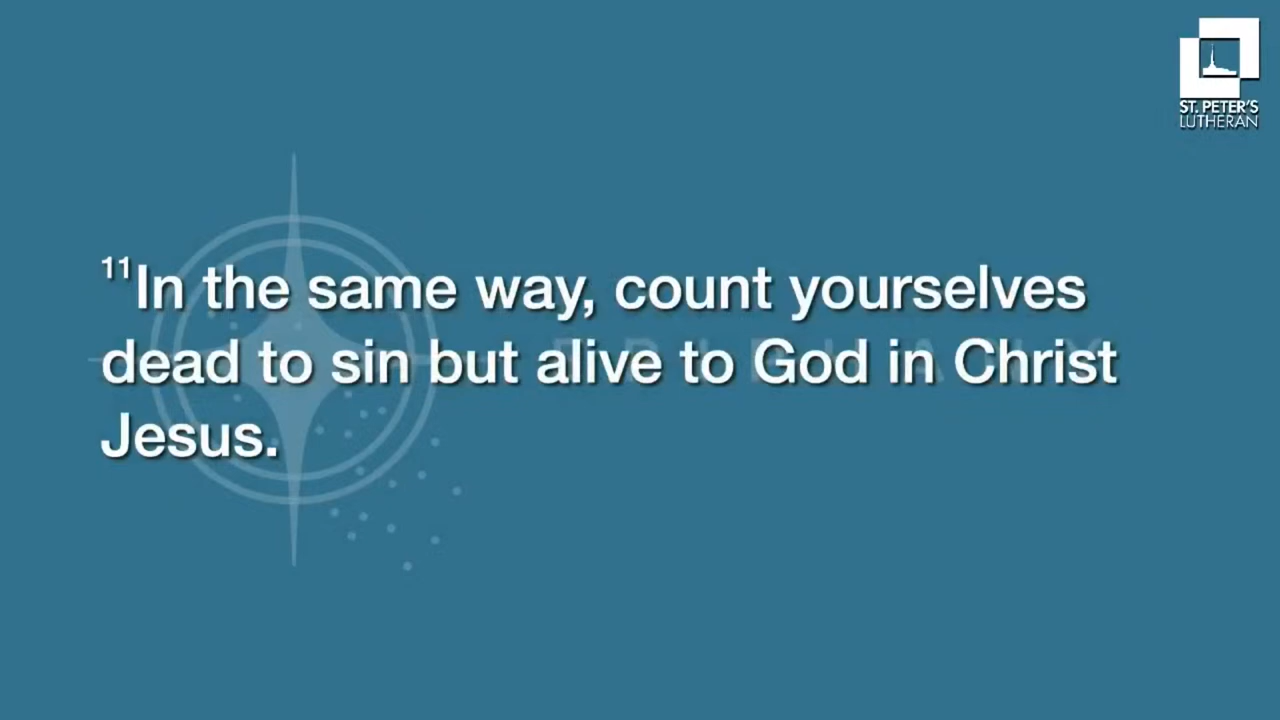 ST. PETER'S
LUTHERAN
¹¹In the same way, count yourselves
dead to sin but alive to God in Christ
Jesus.